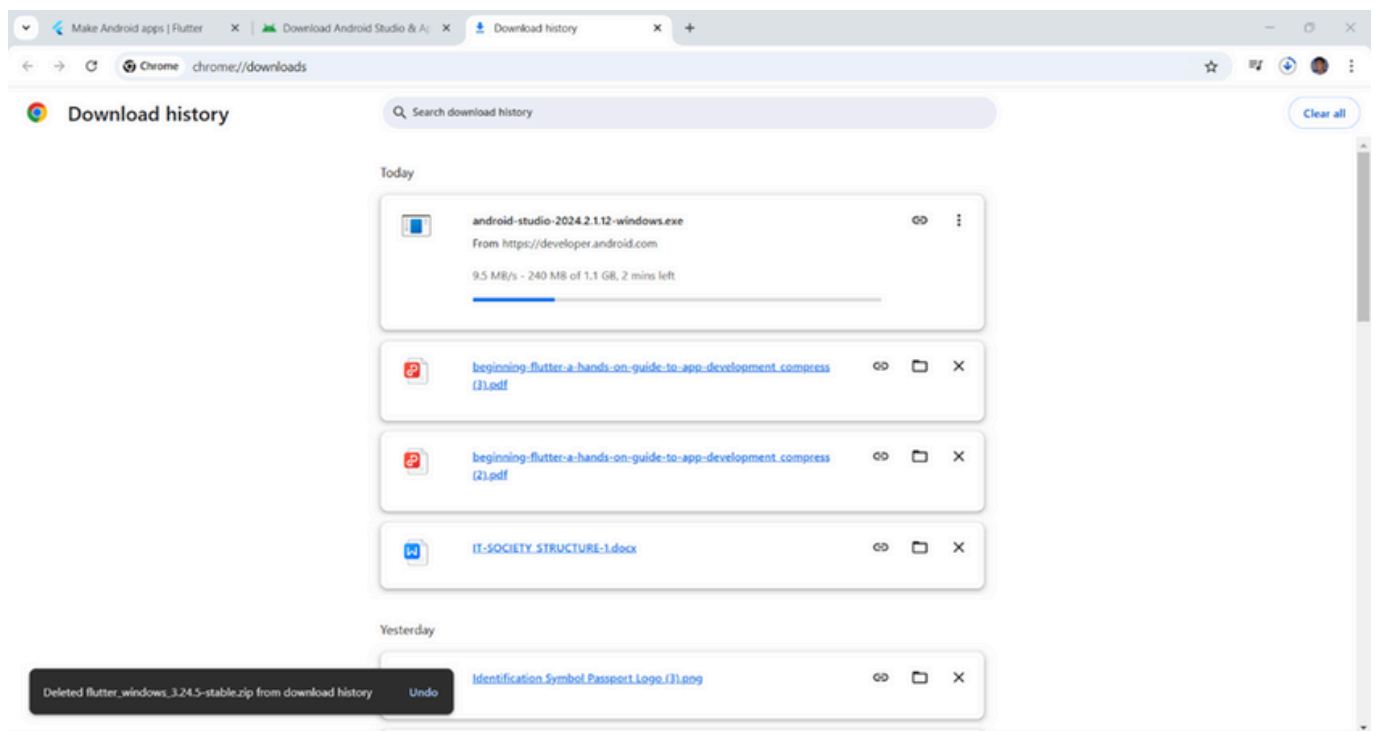 Make Android apps | Flutter
Download Android Studio & Ap
Download history
Chrome chrome://downloads
Download history
Search download history
Clear all
Today
android-studio-2024.2.1.12-windows.exe
From https://developer.android.com
9.5 MB/s - 240 MB of 1.1 GB, 2 mins left
beginning-flutter-a-hands-on-guide-to-app-development_compress
(3).pdf
beginning-flutter-a-hands-on-guide-to-app-development_compress
(2).pdf
IT-SOCIETY STRUCTURE-1.docx
Yesterday
Identification Symbol Passport Logo (3).png
Deleted flutter_windows_3.24.5-stable.zip from download history Undo